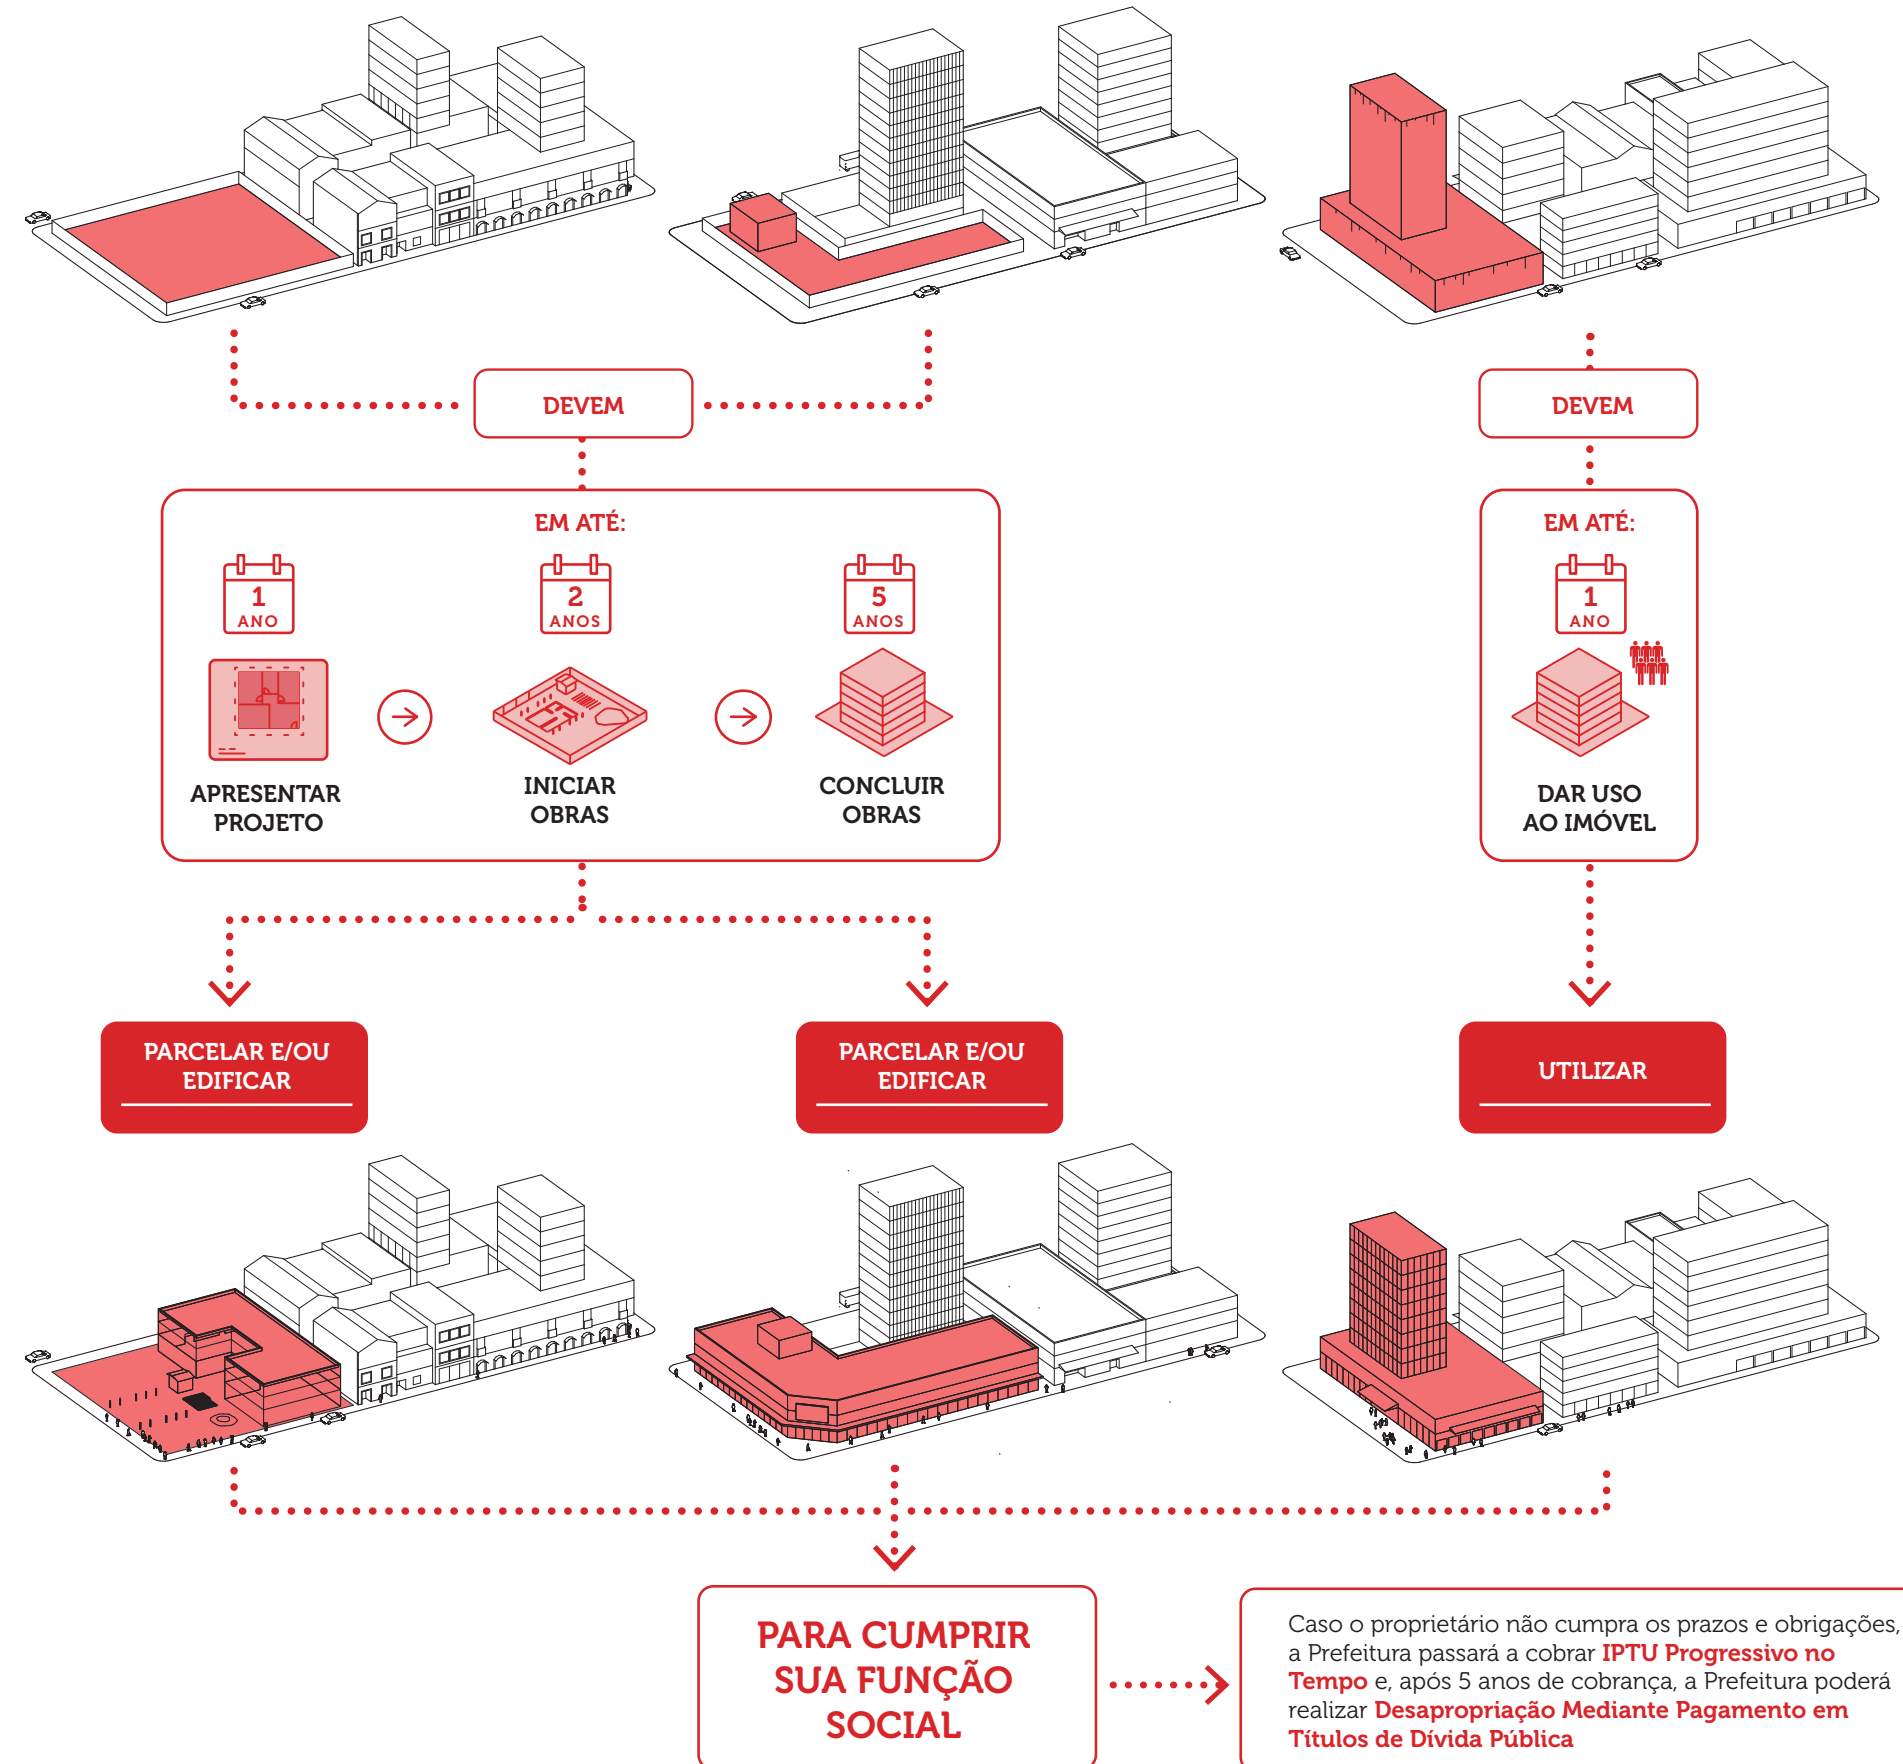 DEVEM
DEVEM
EM ATÉ:
1
ANO
2
ANOS
5
ANOS
APRESENTAR
PROJETO
INICIAR
OBRAS
CONCLUIR
OBRAS
EM ATÉ:
1
ANO
DAR USO
AO IMÓVEL
PARCELAR E/OU
EDIFICAR
PARCELAR E/OU
EDIFICAR
UTILIZAR
PARA CUMPRIR
SUA FUNÇÃO
SOCIAL
Caso o proprietário não cumpra os prazos e obrigações,
a Prefeitura passará a cobrar IPTU Progressivo no
Tempo e, após 5 anos de cobrança, a Prefeitura poderá
realizar Desapropriação Mediante Pagamento em
Títulos de Dívida Pública